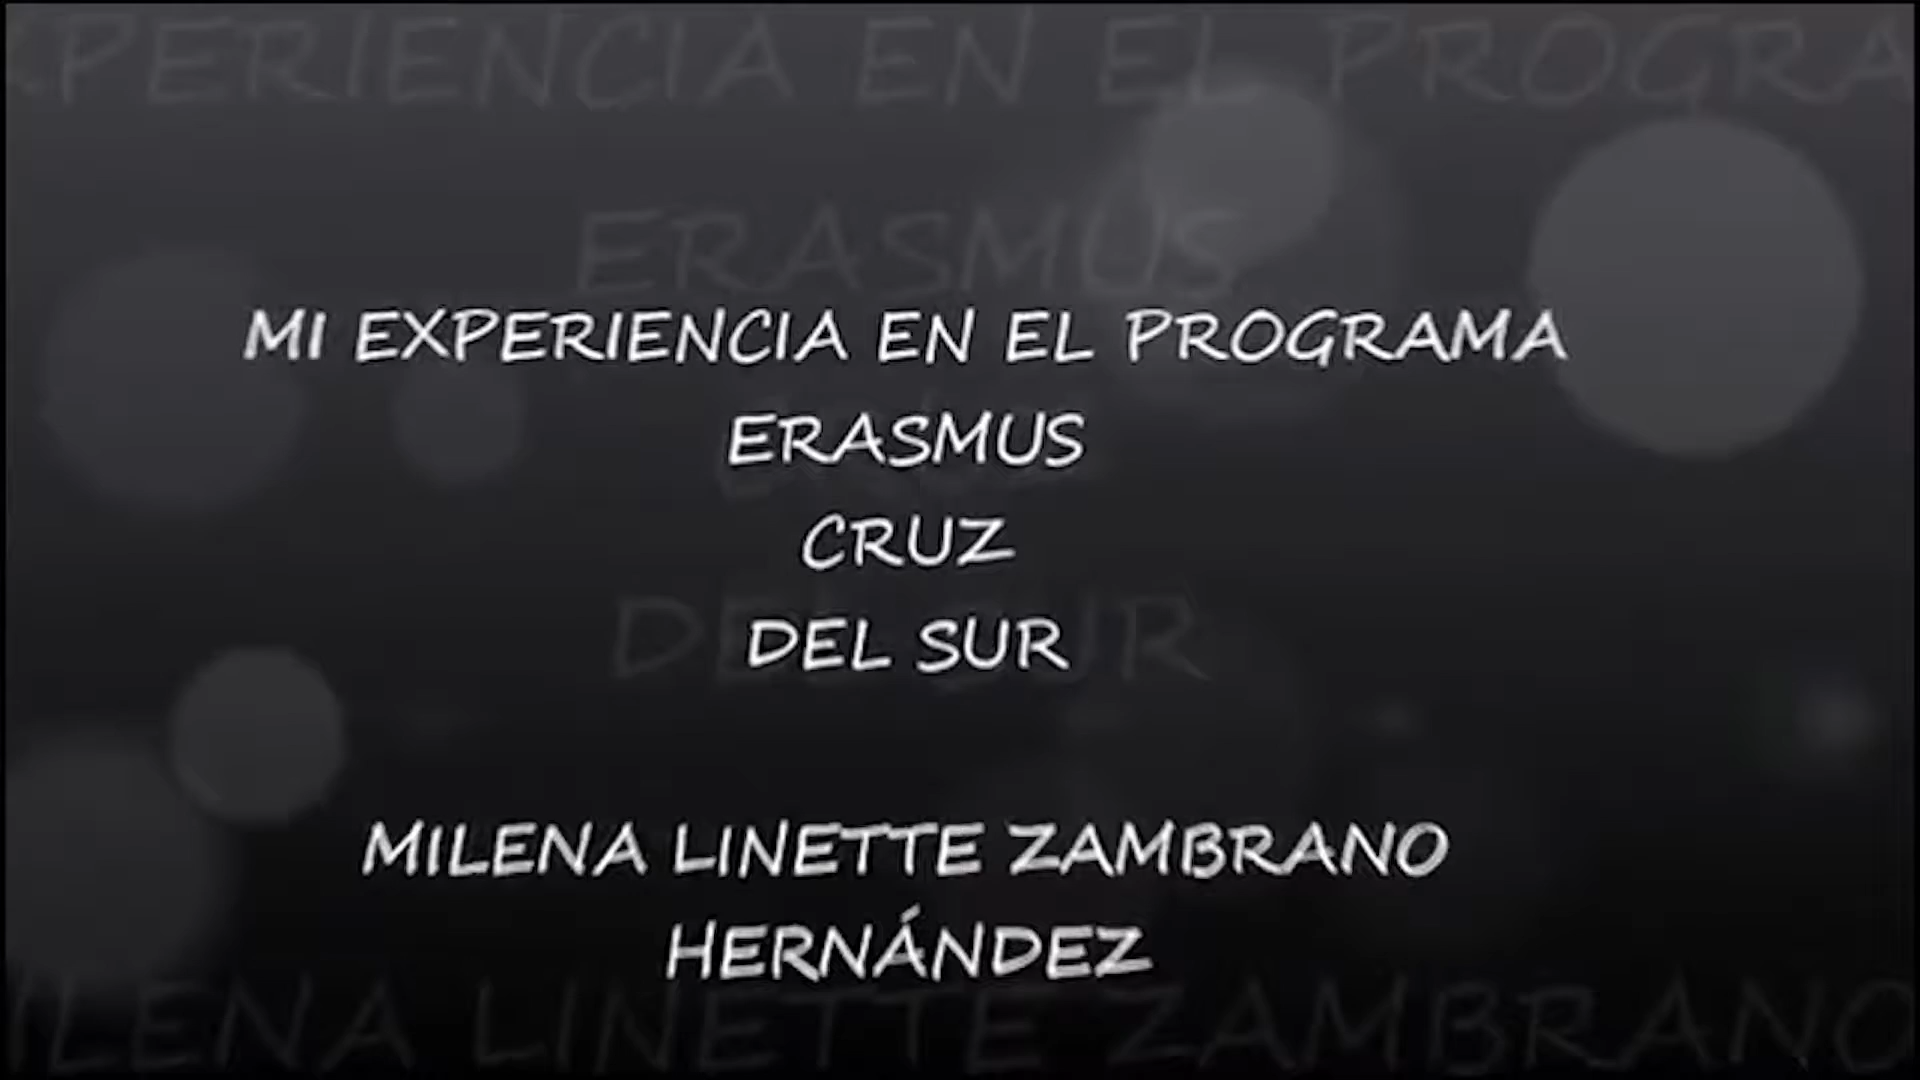 MI EXPERIENCIA EN EL PROGRAMA
ERASMUS
CRUZ
DEL SUR
MILENA LINETTE ZAMBRANO
HERNÁNDEZ